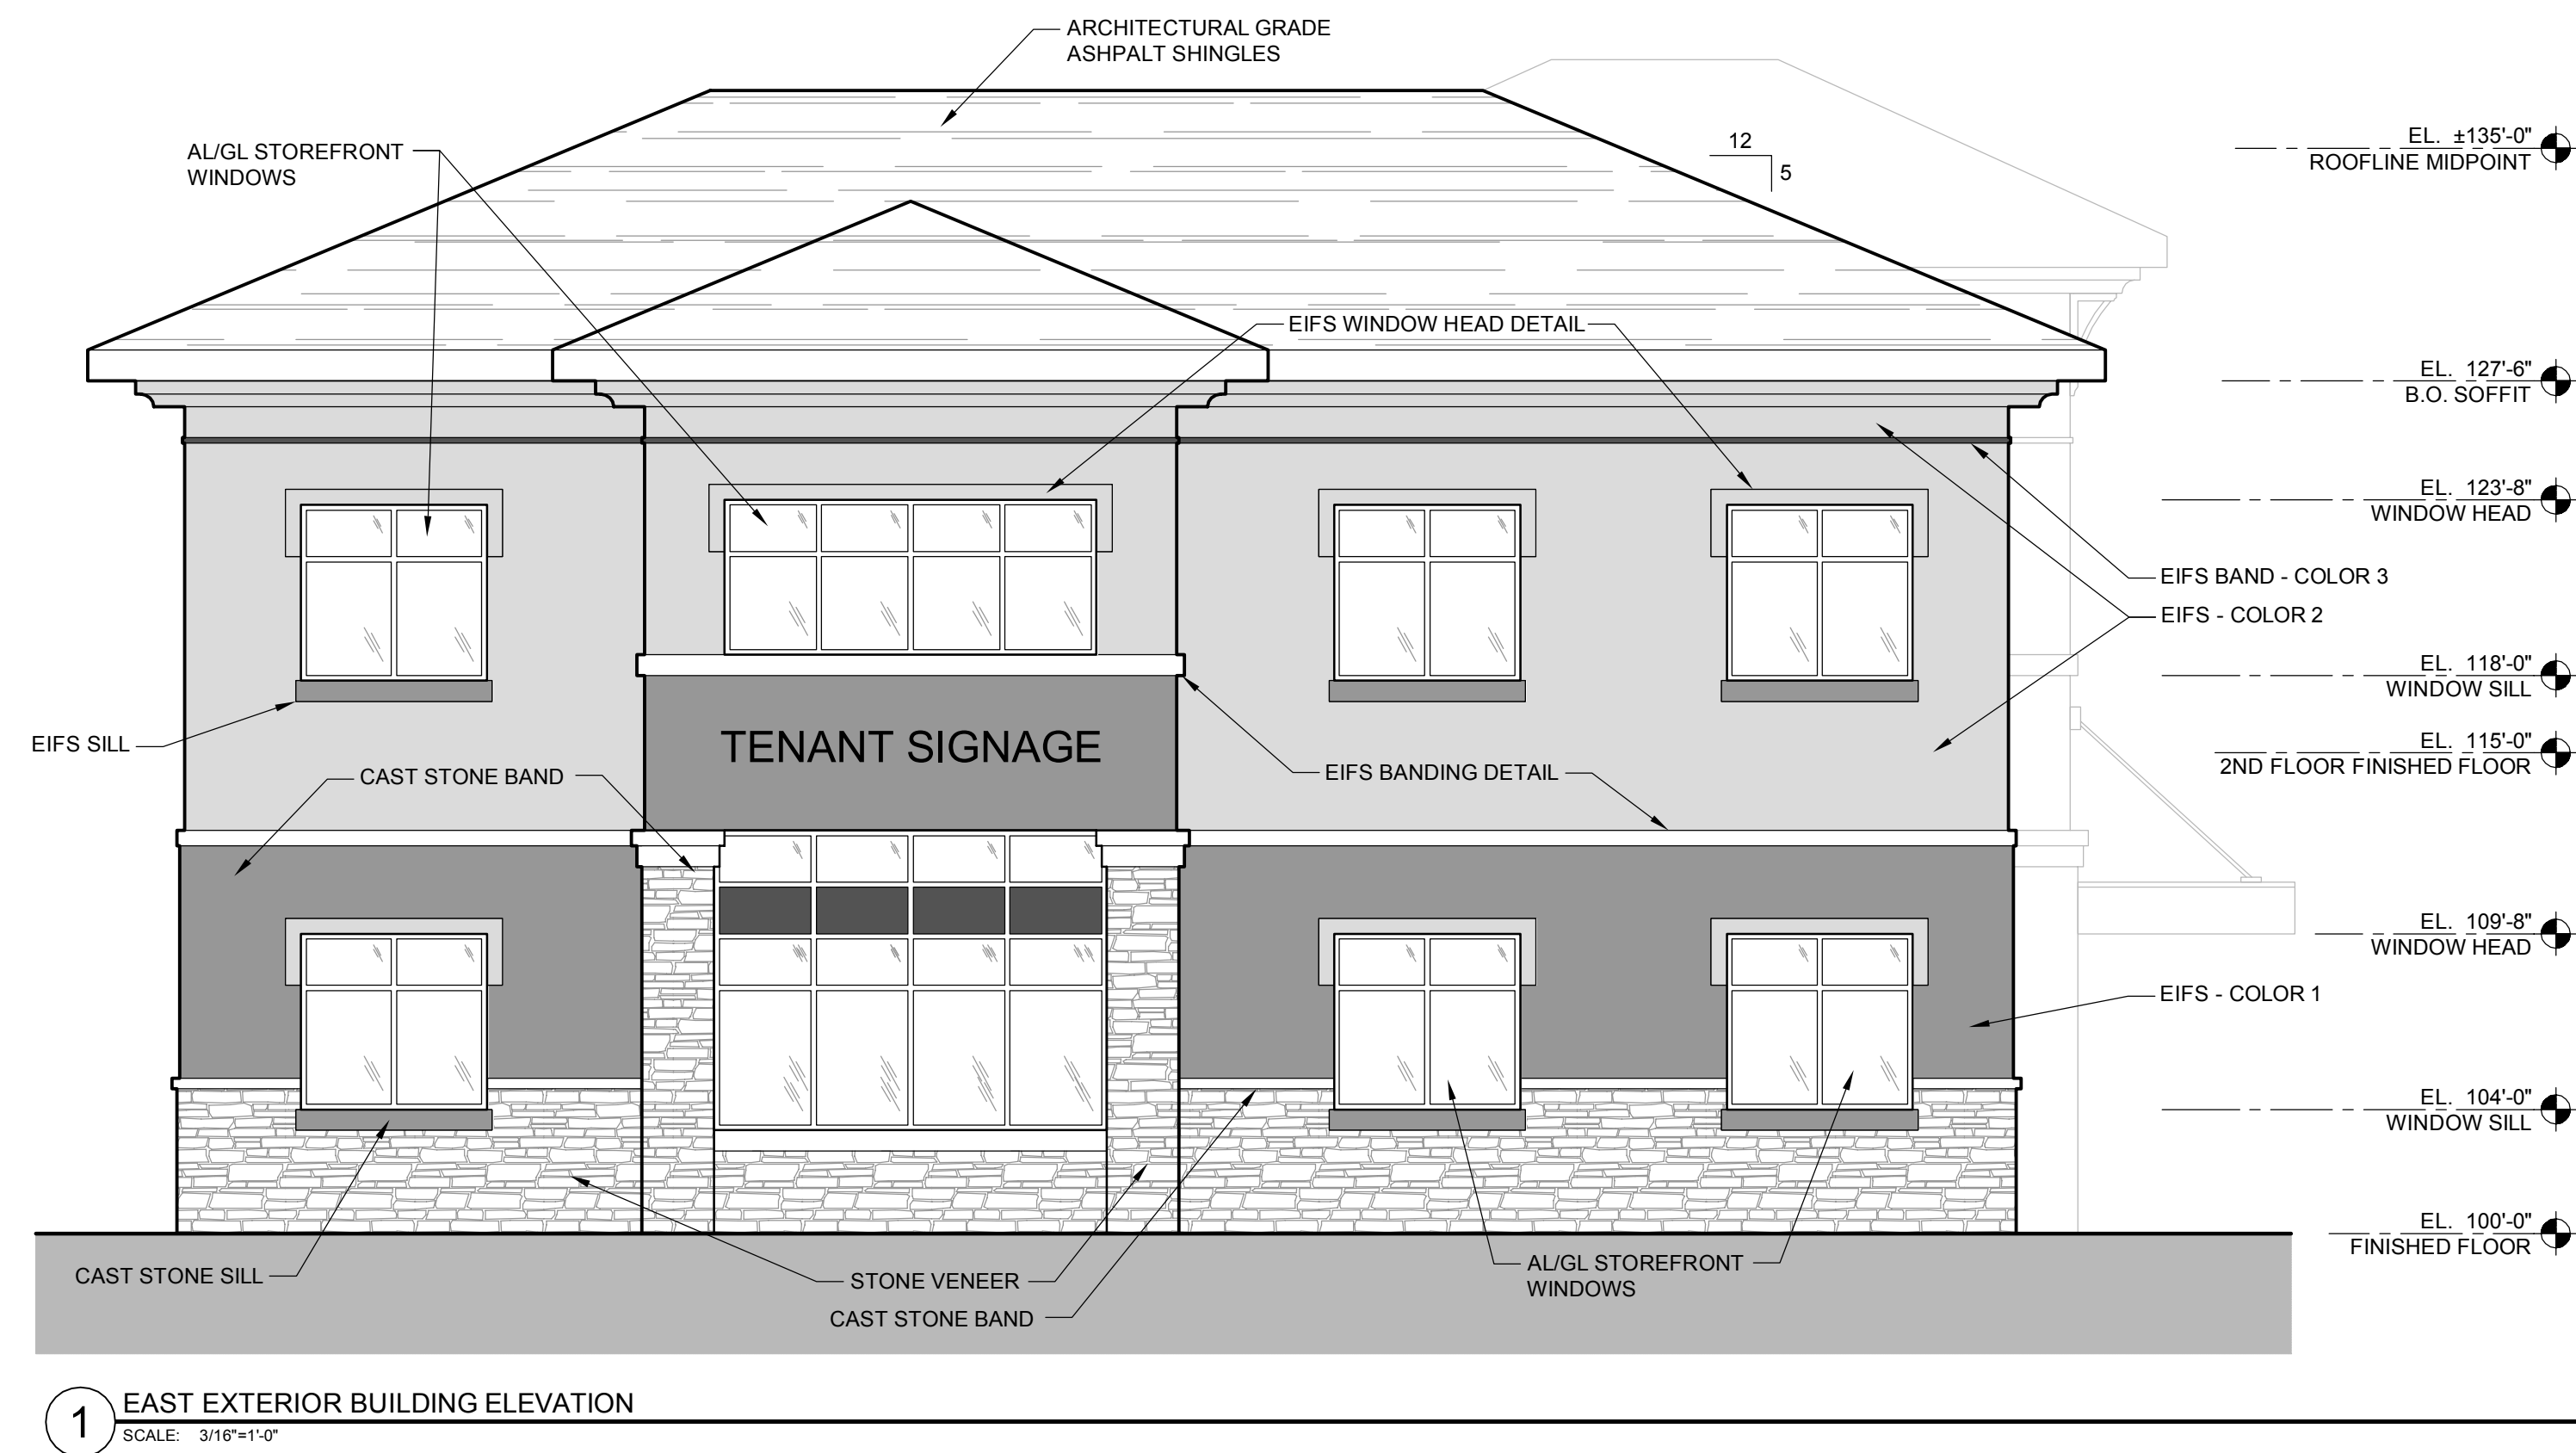 ARCHITECTURAL GRADE
ASHPALT SHINGLES
AL/GL STOREFRONT
WINDOWS
12
5
EL. ±135'-0"
ROOFLINE MIDPOINT
EIFS WINDOW HEAD DETAIL
EL. 127'-6"
B.O. SOFFIT
EL. 123'-8"
WINDOW HEAD
EIFS BAND - COLOR 3
EIFS - COLOR 2
EL. 118'-0"
WINDOW SILL
EIFS SILL
TENANT SIGNAGE
EL. 115'-0"
2ND FLOOR FINISHED FLOOR
CAST STONE BAND
EIFS BANDING DETAIL
EL. 109'-8"
WINDOW HEAD
EIFS - COLOR 1
EL. 104'-0"
WINDOW SILL
EL. 100'-0"
FINISHED FLOOR
CAST STONE SILL
STONE VENEER
CAST STONE BAND
AL/GL STOREFRONT
WINDOWS
1
EAST EXTERIOR BUILDING ELEVATION
SCALE: 3/16"=1'-0"